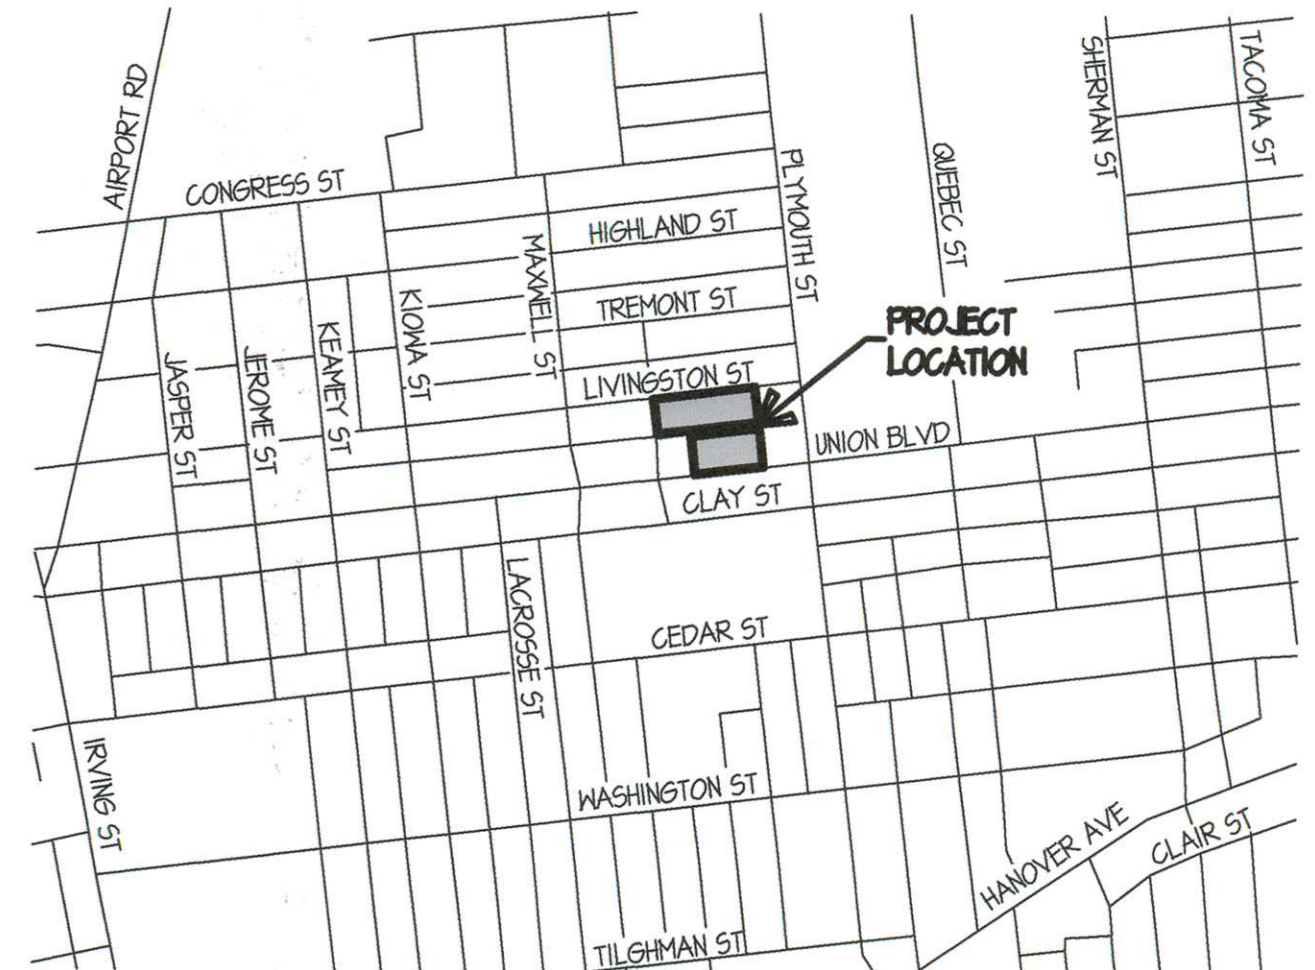 AIRPORT RD
CONGRESS ST
HIGHLAND ST
TREMONT ST
LIVINGSTON ST
PLYMOUTH ST
QUEBEC ST
SHERMAN ST
TACOMA ST
MAXWELL ST
KIOWA ST
KEAMEY ST
JEROME ST
JASPER ST
PROJECT
LOCATION
UNION BLVD
CLAY ST
LACROSSE ST
CEDAR ST
IRVING ST
WASHINGTON ST
HANOVER AVE
CLAIR ST
TILGHMAN ST